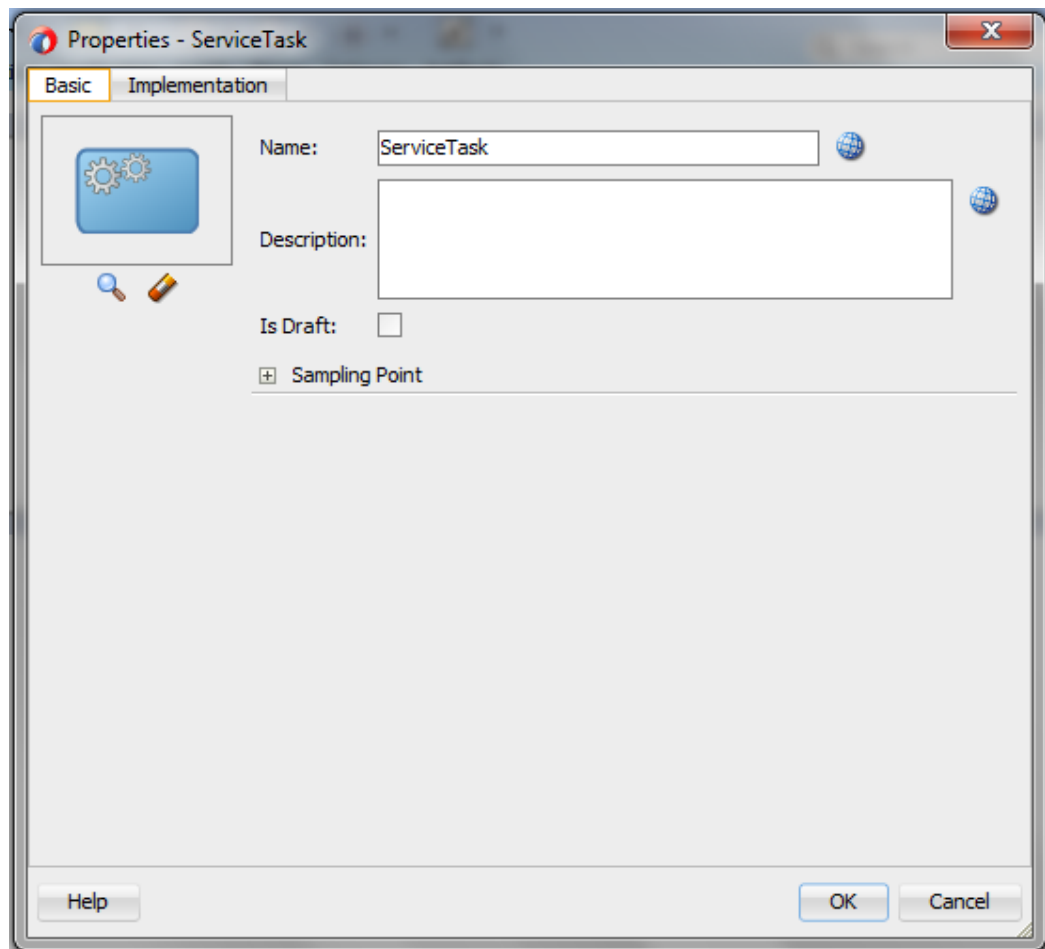 Properties - ServiceTask
X
Basic Implementation
Name: ServiceTask
Description:
Is Draft:
Sampling Point
Help OK Cancel